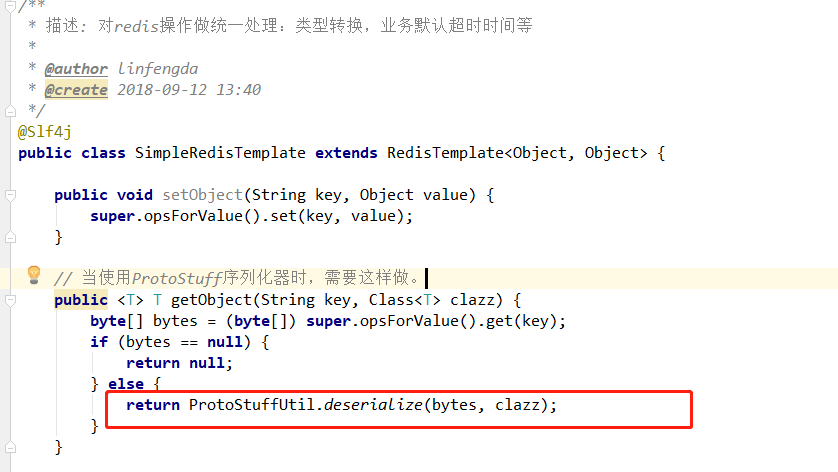 /**
 * 描述: 对redis操作做统一处理：类型转换，业务默认超时时间等
 *
 * @author linfengda
 * @create 2018-09-12 13:40
 */
@Slf4j
public class SimpleRedisTemplate extends RedisTemplate<Object, Object> {
    public void setObject(String key, Object value) {
        super.opsForValue().set(key, value);
    }
    // 当使用ProtoStuff序列化器时，需要这样做。
    public <T> T getObject(String key, Class<T> clazz) {
        byte[] bytes = (byte[]) super.opsForValue().get(key);
        if (bytes == null) {
            return null;
        } else {
            return ProtoStuffUtil.deserialize(bytes, clazz);
        }
    }